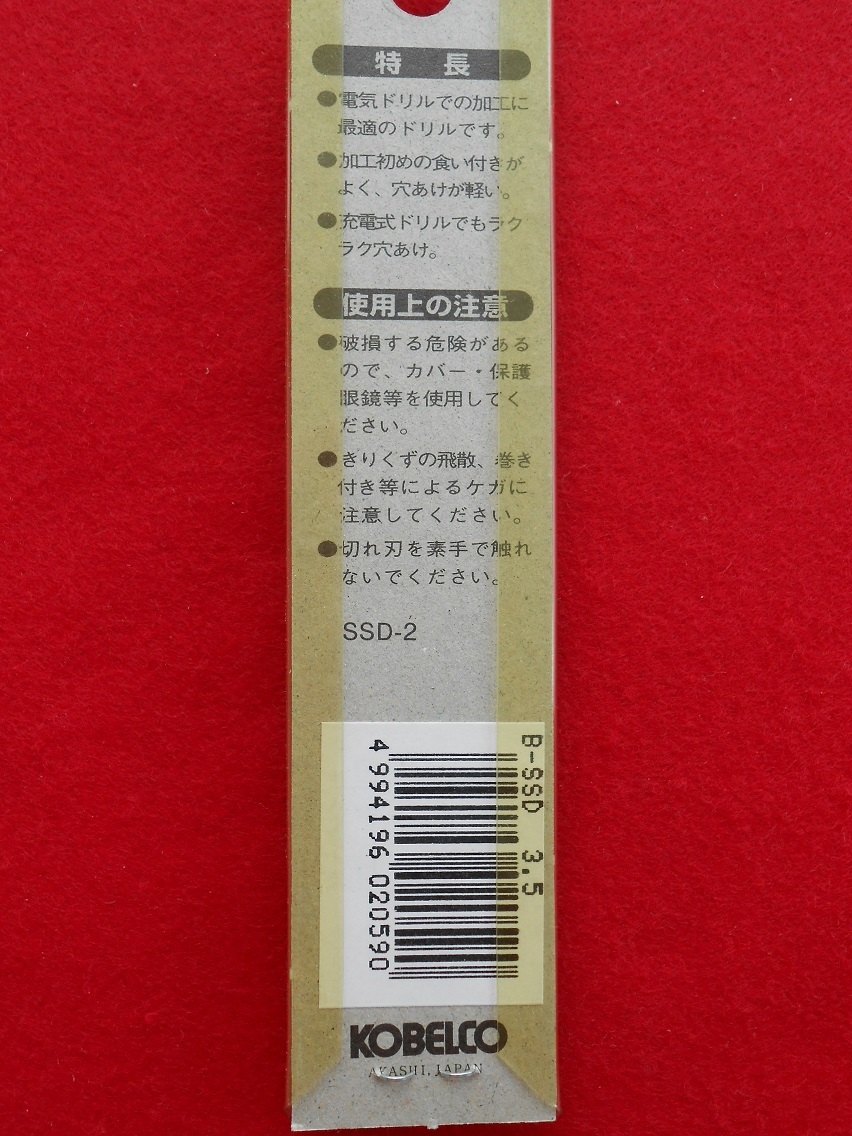 特 長
●電気ドリルでの加工に
最適のドリルです。
●加工初めの食い付きが
よく、穴あけが軽い。
●充電式ドリルでもラク
ラク穴あけ。
使用上の注意
●破損する危険がある
ので、カバー・保護
眼鏡等を使用してく
ださい。
●きりくずの飛散、巻き
付き等によるケガに
注意してください。
●切れ刃を素手で触れ
ないでください。
SSD-2
B-SSD 3.5
4 994196 020590
KOBELCO
AKASHI, JAPAN